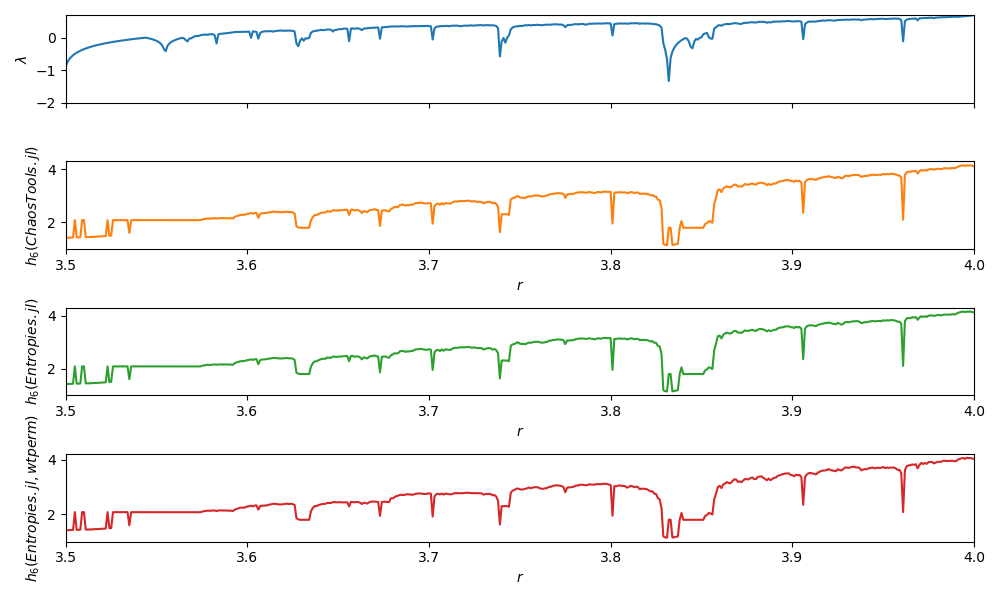 λ
0
−1
−2
h₆(ChaosTools.jl)
4
2
3.5 3.6 3.7 3.8 3.9 4.0
r
h₆(Entropies.jl)
4
2
3.5 3.6 3.7 3.8 3.9 4.0
r
h₆(Entropies.jl, wtperm)
4
2
3.5 3.6 3.7 3.8 3.9 4.0
r